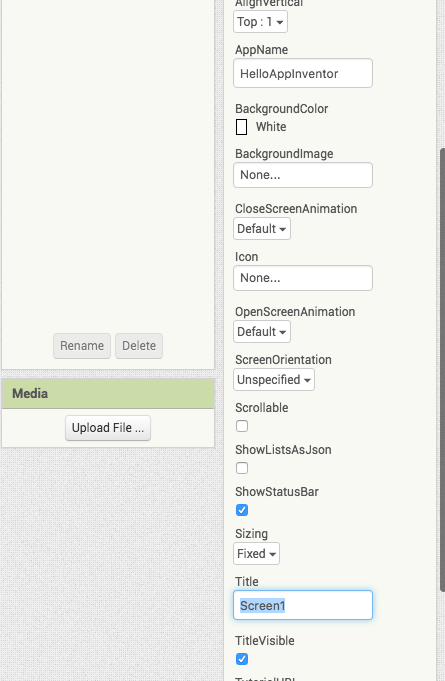 AlignVertical
Top : 1
AppName
HelloAppInventor
BackgroundColor
White
BackgroundImage
None...
CloseScreenAnimation
Default
Icon
None...
OpenScreenAnimation
Default
Rename Delete
ScreenOrientation
Unspecified
Media
Scrollable
Upload File ...
ShowListsAsJson
ShowStatusBar
Sizing
Fixed
Title
Screen1
TitleVisible
TutorialURL